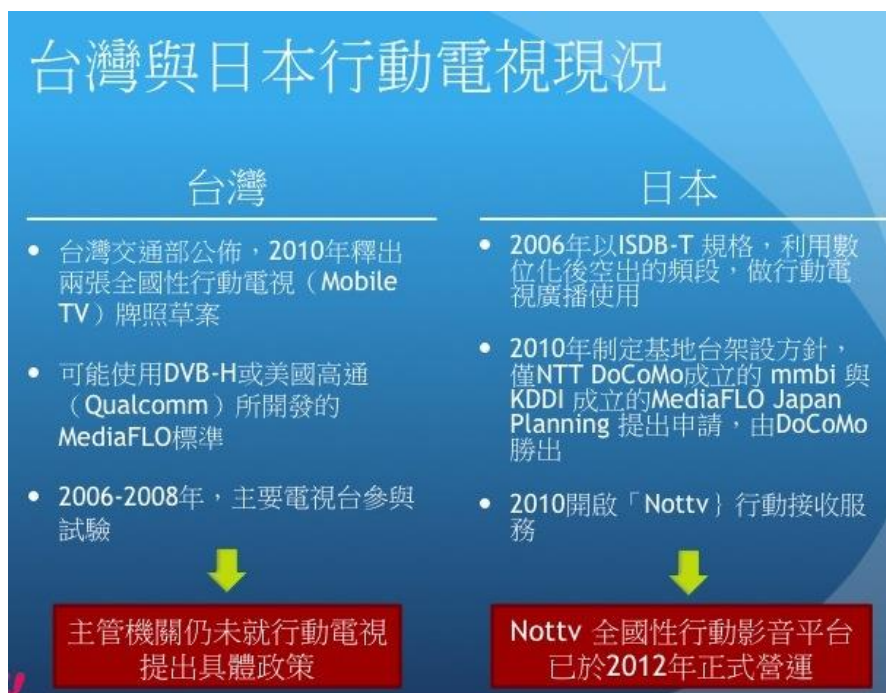 台灣與日本行動電視現況
台灣
• 台灣交通部公佈，2010年釋出
兩張全國性行動電視（Mobile
TV）牌照草案
• 可能使用DVB-H或美國高通
（Qualcomm）所開發的
MediaFLO標準
• 2006-2008年，主要電視台參與
試驗
主管機關仍未就行動電視
提出具體政策
日本
• 2006年以ISDB-T 規格，利用數
位化後空出的頻段，做行動電
視廣播使用
• 2010年制定基地台架設方針，
僅NTT DoCoMo成立的 mmbi 與
KDDI 成立的MediaFLO Japan
Planning 提出申請，由DoCoMo
勝出
• 2010開啟「Nottv｝行動接收服
務
Nottv 全國性行動影音平台
已於2012年正式營運